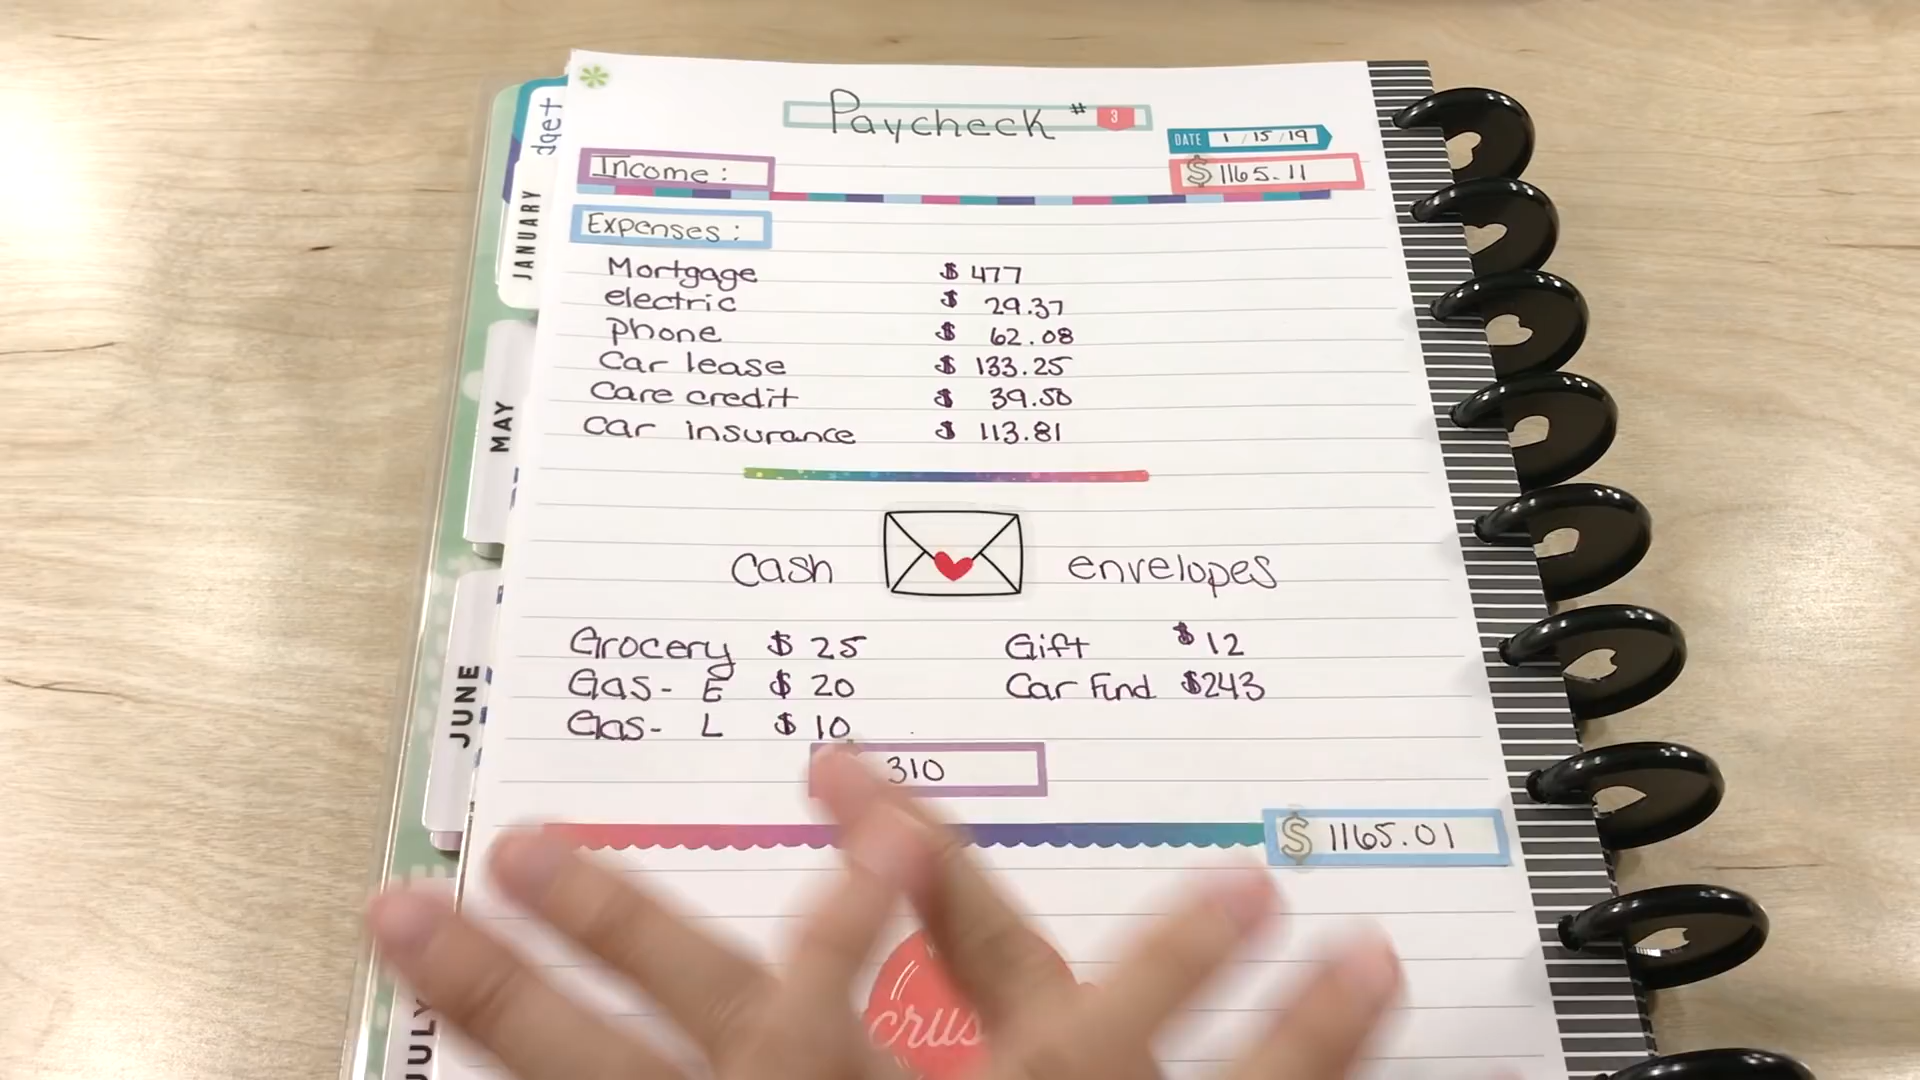 Paycheck # 3
DATE 1/15/19
Income: $ 1165.11
Expenses:
Mortgage $ 477
electric $ 29.37
phone $ 62.08
Car lease $ 133.25
Care credit $ 39.50
Car insurance $ 113.81
Cash envelopes
Grocery $ 25 Gift $ 12
Gas- E $ 20 Car Fund $243
Gas- L $ 10
310
$ 1165.01
JANUARY
MAY
JUNE
JULY